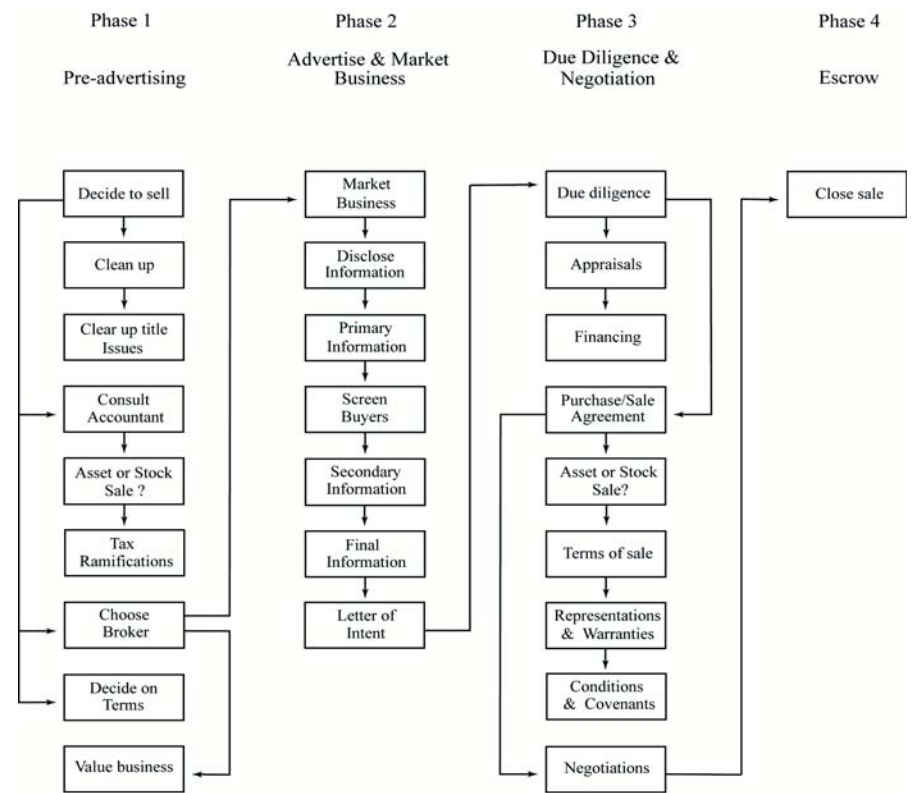 Phase 1
Pre-advertising
Decide to sell
Clean up
Clear up title
Issues
Consult
Accountant
Asset or Stock
Sale ?
Tax
Ramifications
Choose
Broker
Decide on
Terms
Value business
Phase 2
Advertise & Market
Business
Market
Business
Disclose
Information
Primary
Information
Screen
Buyers
Secondary
Information
Final
Information
Letter of
Intent
Phase 3
Due Diligence &
Negotiation
Due diligence
Appraisals
Financing
Purchase/Sale
Agreement
Asset or Stock
Sale?
Terms of sale
Representations
& Warranties
Conditions
& Covenants
Negotiations
Phase 4
Escrow
Close sale